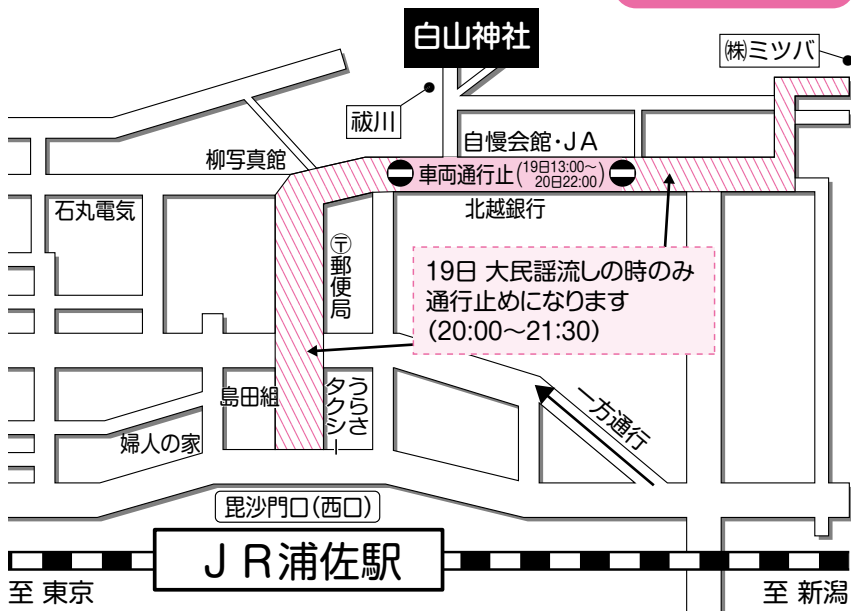 白山神社
㈱ミツバ
祓川
自慢会館・JA
柳写真館
車両通行止(19日13:00〜
20日22:00)
石丸電気
北越銀行
〒郵便局
19日 大民謡流しの時のみ
通行止めになります
(20:00〜21:30)
島田組
うらさ
タクシー
一方通行
婦人の家
毘沙門口(西口)
JR浦佐駅
至 東京
至 新潟